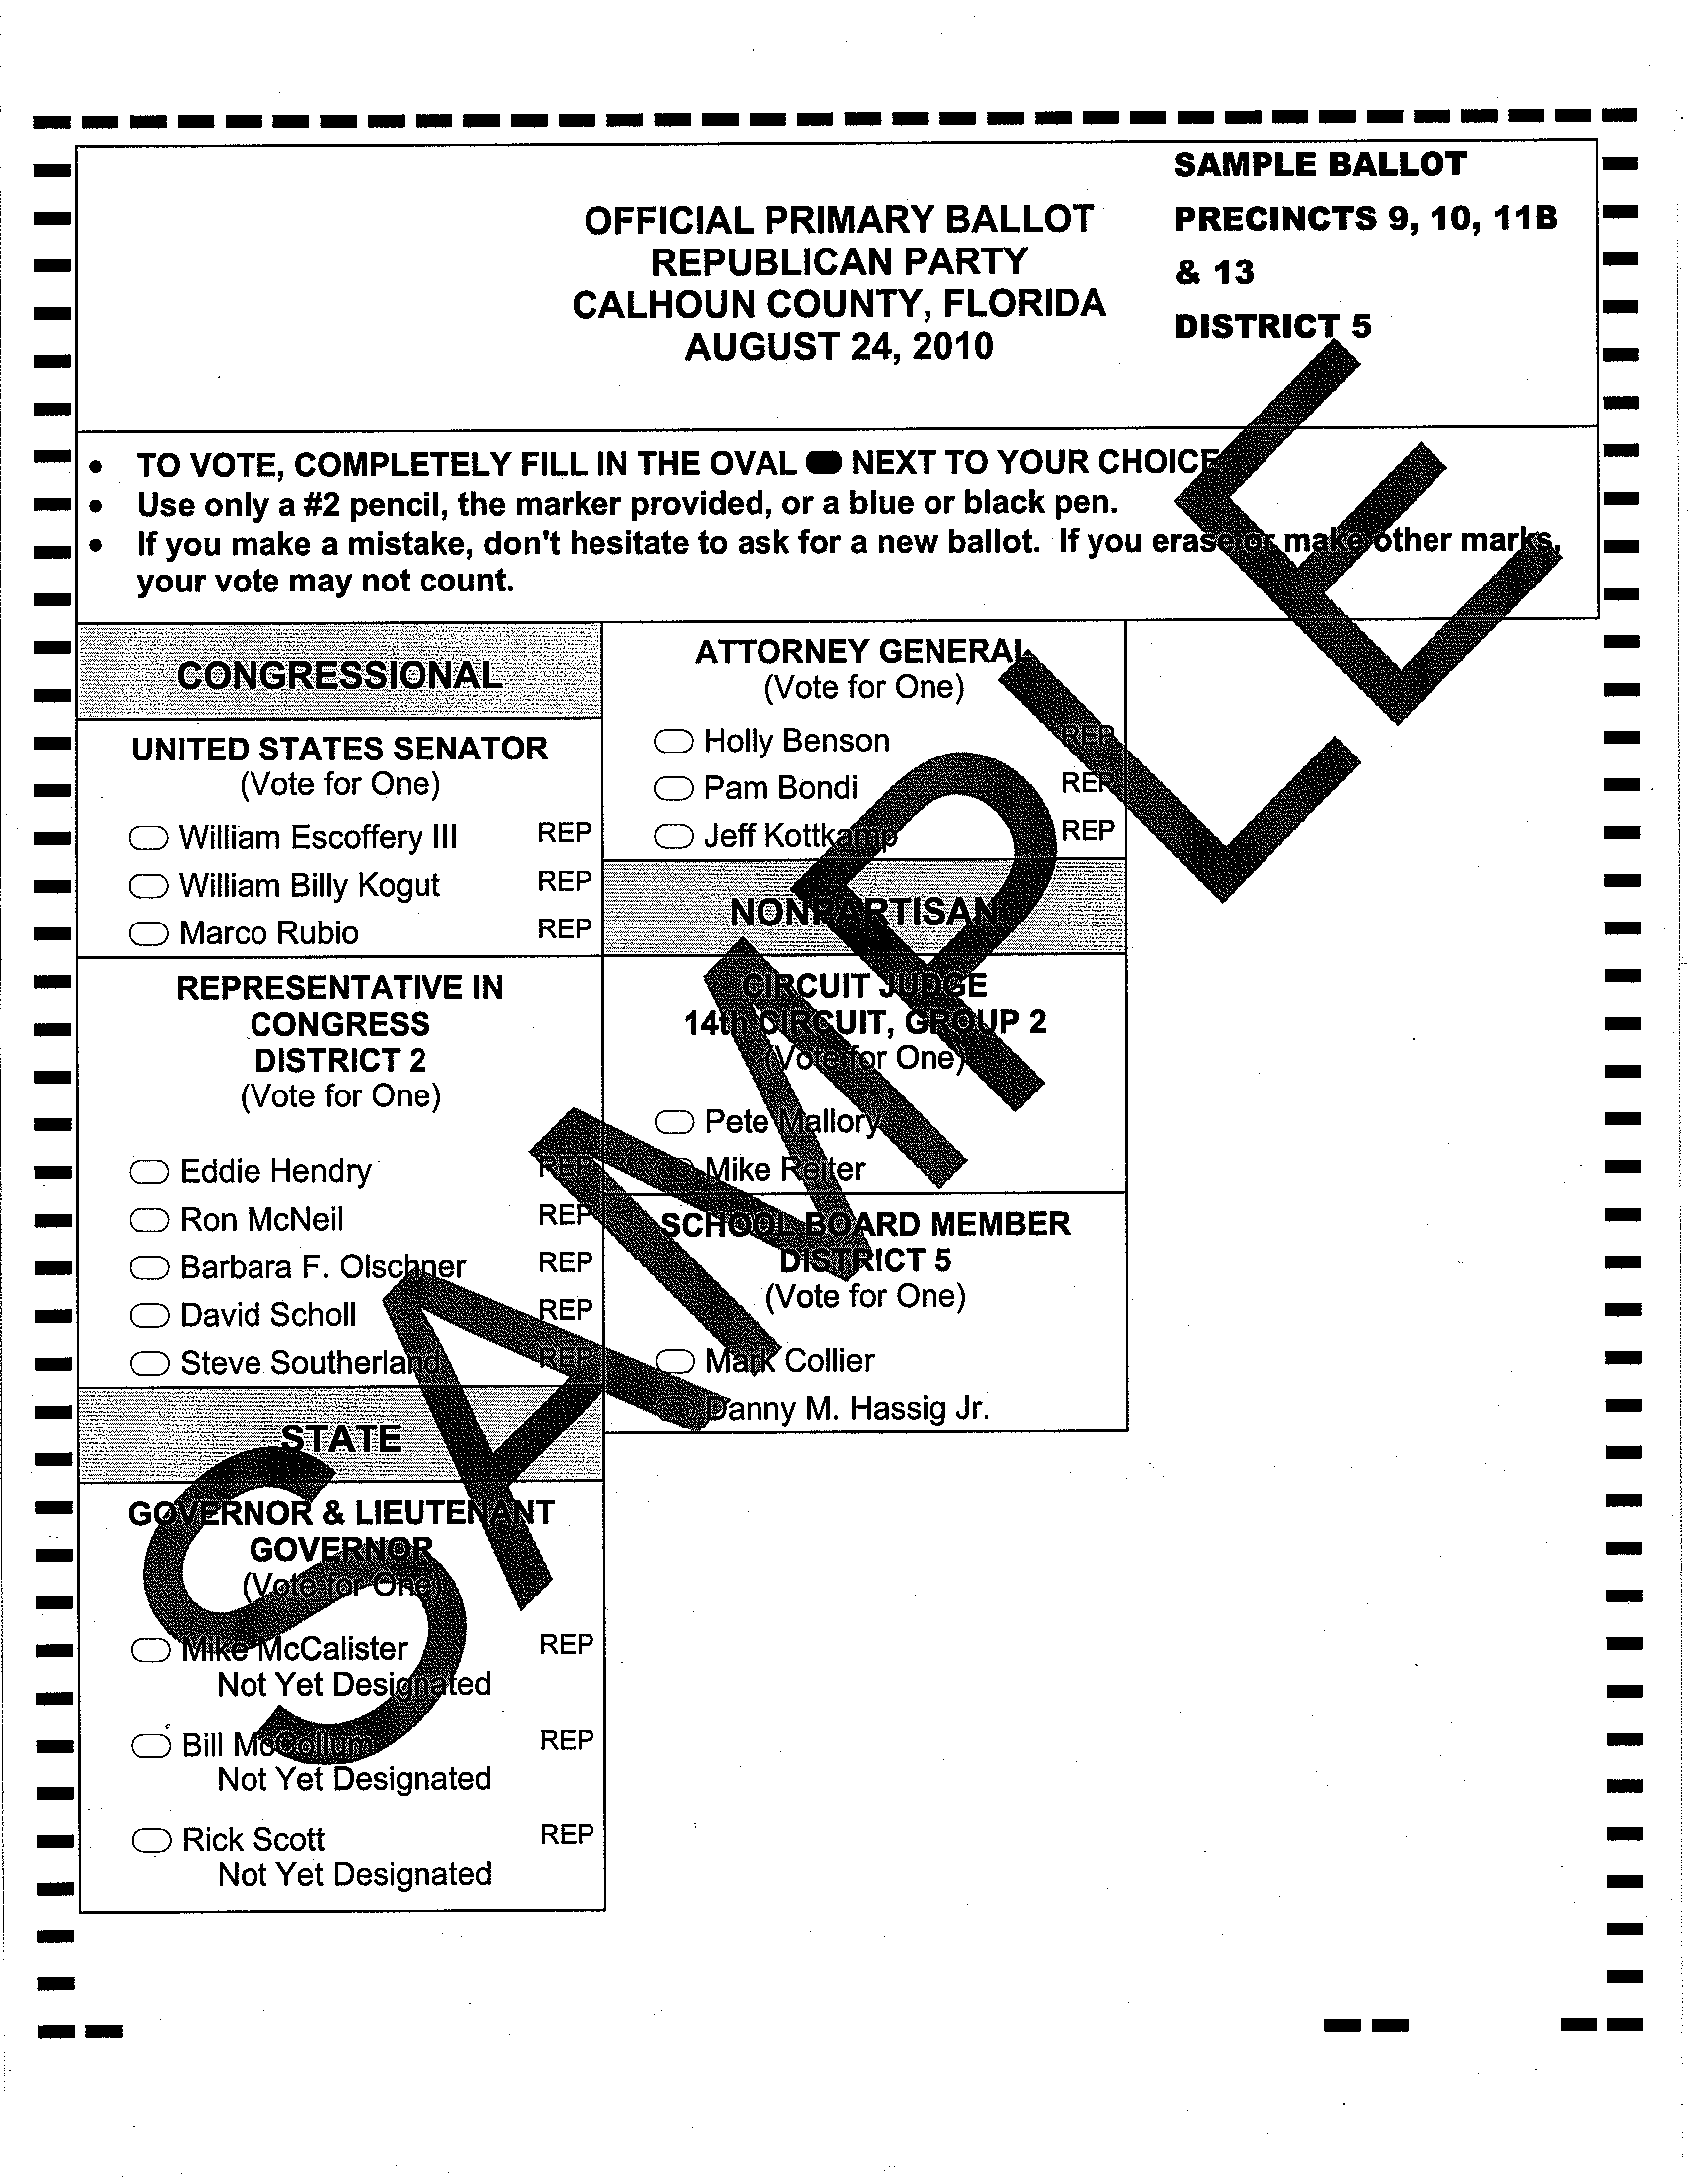 SAMPLE BALLOT
PRECINCTS 9, 10, 11B
& 13
DISTRICT 5
OFFICIAL PRIMARY BALLOT
REPUBLICAN PARTY
CALHOUN COUNTY, FLORIDA
AUGUST 24, 2010
• TO VOTE, COMPLETELY FILL IN THE OVAL NEXT TO YOUR CHOICE
• Use only a #2 pencil, the marker provided, or a blue or black pen.
• If you make a mistake, don't hesitate to ask for a new ballot. If you erase or make other marks,
your vote may not count.
CONGRESSIONAL
UNITED STATES SENATOR
(Vote for One)
William Escoffery III REP
William Billy Kogut REP
Marco Rubio REP
REPRESENTATIVE IN
CONGRESS
DISTRICT 2
(Vote for One)
Eddie Hendry REP
Ron McNeil REP
Barbara F. Olschner REP
David Scholl REP
Steve Southerland REP
STATE
GOVERNOR & LIEUTENANT
GOVERNOR
(Vote for One)
Mike McCalister REP
Not Yet Designated
Bill McCollum REP
Not Yet Designated
Rick Scott REP
Not Yet Designated
ATTORNEY GENERAL
(Vote for One)
Holly Benson REP
Pam Bondi REP
Jeff Kottkamp REP
NONPARTISAN
CIRCUIT JUDGE
14th CIRCUIT, GROUP 2
(Vote for One)
Pete Mallory
Mike Reiter
SCHOOL BOARD MEMBER
DISTRICT 5
(Vote for One)
Mark Collier
Danny M. Hassig Jr.
SAMPLE